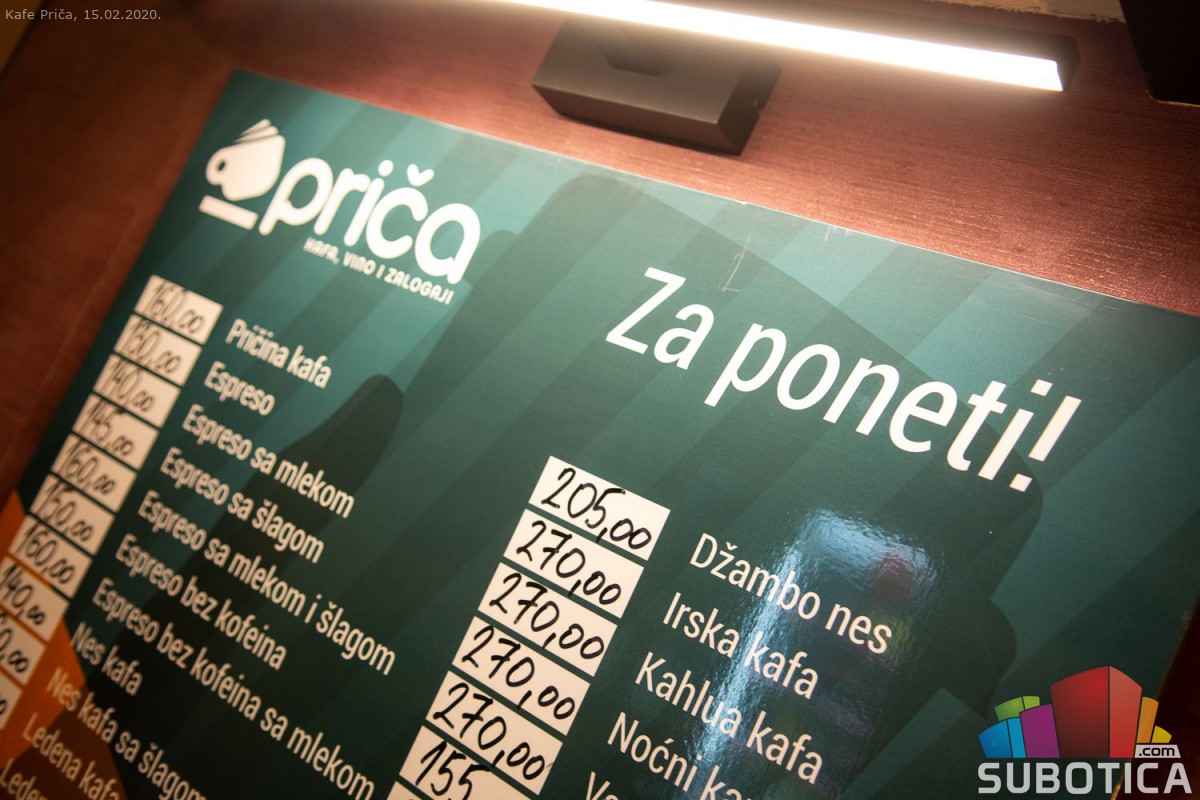 Kafe Priča, 15.02.2020.
priča
KAFA, VINO I ZALOGAJI
Za poneti!
160,00 Pričina kafa
130,00 Espreso
140,00 Espreso sa mlekom
145,00 Espreso sa šlagom
160,00 Espreso sa mlekom i šlagom
150,00 Espreso bez kofeina
160,00 Espreso bez kofeina sa mlekom
140,00 Nes kafa
Nes kafa sa šlagom
Ledena kafa
205,00 Džambo nes
270,00 Irska kafa
270,00 Kahlua kafa
270,00 Noćni
270,00
155
.com
SUBOTICA